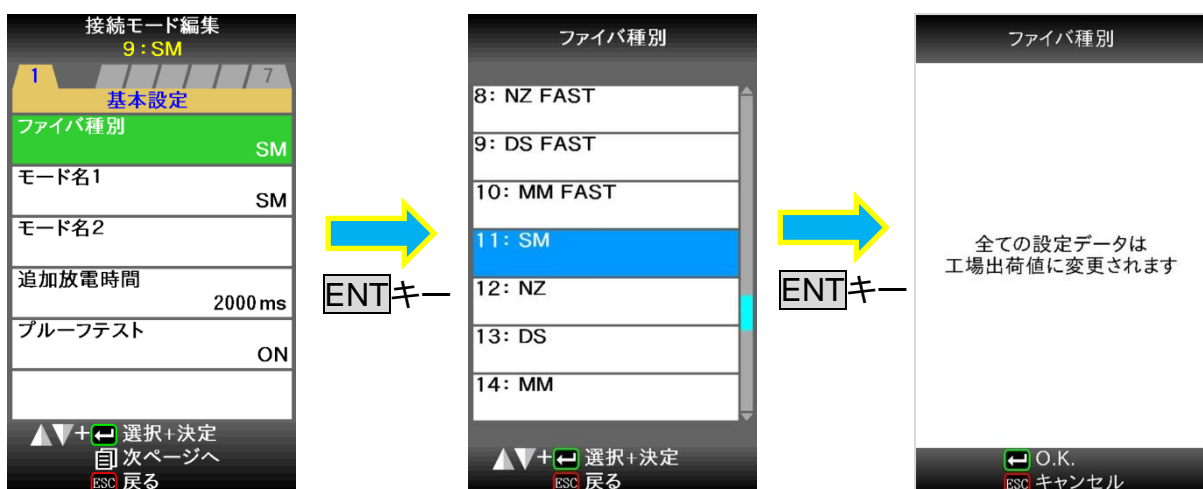 接続モード編集
9:SM
1
7
基本設定
ファイバ種別
SM
モード名1
SM
モード名2
追加放電時間
2000 ms
プルーフテスト
ON
▲▼+ 選択+決定
次ページへ
ESC 戻る
ENTキー
ファイバ種別
8: NZ FAST
9: DS FAST
10: MM FAST
11: SM
12: NZ
13: DS
14: MM
▲▼+ 選択+決定
ESC 戻る
ENTキー
ファイバ種別
全ての設定データは
工場出荷値に変更されます
O.K.
ESC キャンセル